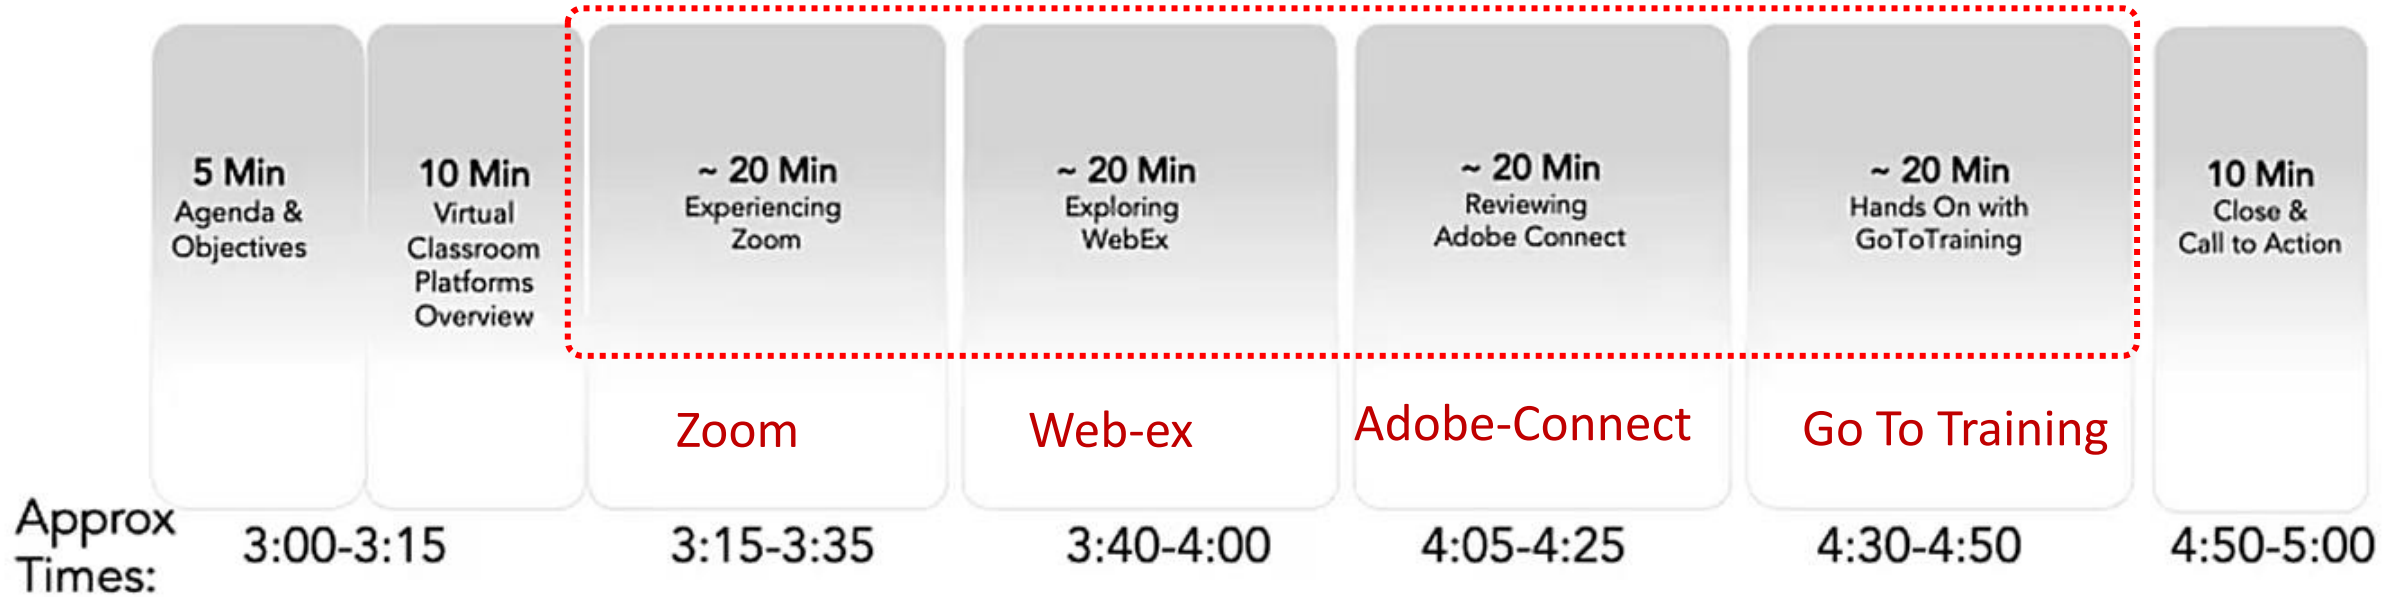 5 Min
Agenda &
Objectives
10 Min
Virtual
Classroom
Platforms
Overview
~ 20 Min
Experiencing
Zoom
~ 20 Min
Exploring
WebEx
~ 20 Min
Reviewing
Adobe Connect
~ 20 Min
Hands On with
GoToTraining
10 Min
Close &
Call to Action
Zoom
Web-ex
Adobe-Connect
Go To Training
Approx
Times:
3:00-3:15
3:15-3:35
3:40-4:00
4:05-4:25
4:30-4:50
4:50-5:00